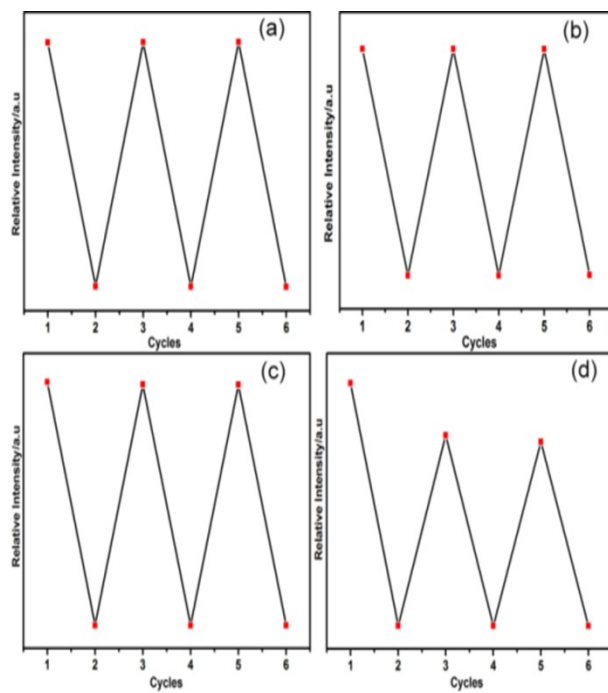 (a)
Relative Intensity/a.u
1 2 3 4 5 6
Cycles
(b)
Relative Intensity/a.u
1 2 3 4 5 6
Cycles
(c)
Relative Intensity/a.u
1 2 3 4 5 6
Cycles
(d)
Relative Intensity/a.u
1 2 3 4 5 6
Cycles